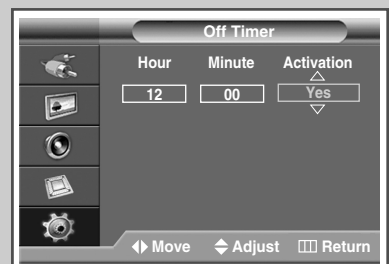 Off Timer
Hour Minute Activation
12 00 Yes
Move Adjust Return